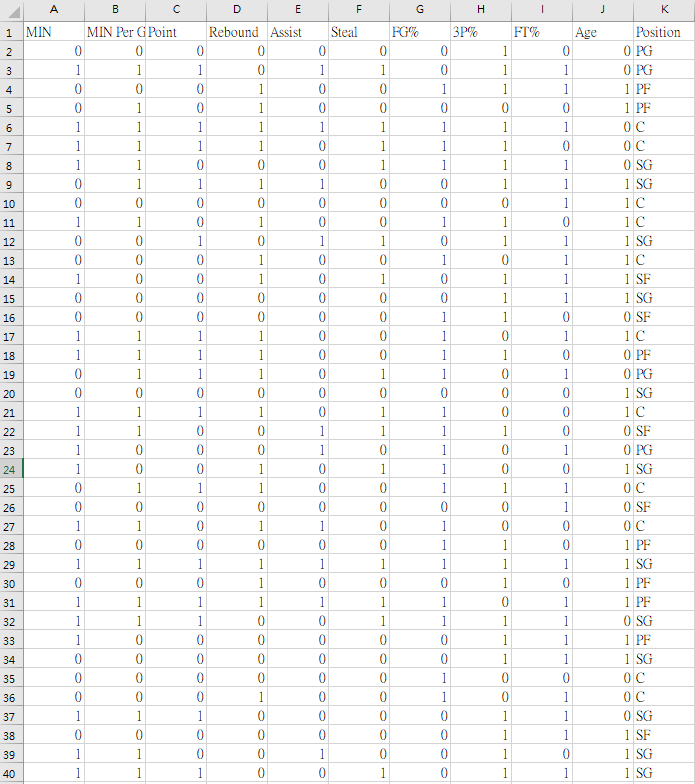 A B C D E F G H I J K
1 MIN MIN Per G Point Rebound Assist Steal FG% 3P% FT% Age Position
2 0 0 0 0 0 0 0 1 0 0 PG
3 1 1 1 0 1 1 0 1 1 0 PG
4 0 0 0 1 0 0 1 1 1 1 PF
5 0 1 0 1 0 0 0 0 0 1 PF
6 1 1 1 1 1 1 1 1 1 0 C
7 1 1 1 1 0 1 1 1 0 0 C
8 1 1 0 0 0 1 1 1 1 0 SG
9 0 1 1 1 1 0 0 1 1 1 SG
10 0 0 0 0 0 0 0 0 1 1 C
11 1 1 0 1 0 0 1 1 0 1 C
12 0 0 1 0 1 1 0 1 1 1 SG
13 0 0 0 1 0 0 1 0 1 1 C
14 1 0 0 1 0 1 0 1 1 1 SF
15 0 0 0 0 0 0 0 1 1 1 SG
16 0 0 0 0 0 0 1 1 0 0 SF
17 1 1 1 1 0 0 1 0 1 1 C
18 1 1 1 1 0 0 1 1 0 0 PF
19 0 1 1 1 0 1 1 0 1 0 PG
20 0 0 0 0 0 0 0 0 0 1 SG
21 1 1 1 1 0 1 1 0 0 1 C
22 1 1 0 0 1 1 1 1 0 0 SF
23 1 0 0 0 1 0 1 0 1 0 PG
24 1 0 0 1 0 1 1 0 0 1 SG
25 0 1 1 1 0 0 1 1 1 0 C
26 0 0 0 0 0 0 0 0 1 0 SF
27 1 1 0 1 1 0 1 0 0 0 C
28 0 0 0 0 0 0 1 1 0 1 PF
29 1 1 1 1 1 1 1 1 1 1 SG
30 0 0 0 1 0 0 0 1 0 1 PF
31 1 1 1 1 1 1 1 0 1 1 PF
32 1 1 1 0 0 1 1 1 1 0 SG
33 1 0 0 0 0 0 0 1 1 1 PF
34 0 0 0 0 0 0 0 1 1 1 SG
35 0 0 0 0 0 0 1 0 0 0 C
36 0 0 0 1 0 0 1 0 1 0 C
37 1 1 1 0 0 0 0 1 1 0 SG
38 0 0 0 0 0 0 0 1 1 1 SF
39 1 1 0 0 1 0 0 1 0 1 SG
40 1 1 1 0 0 1 0 1 1 1 SG